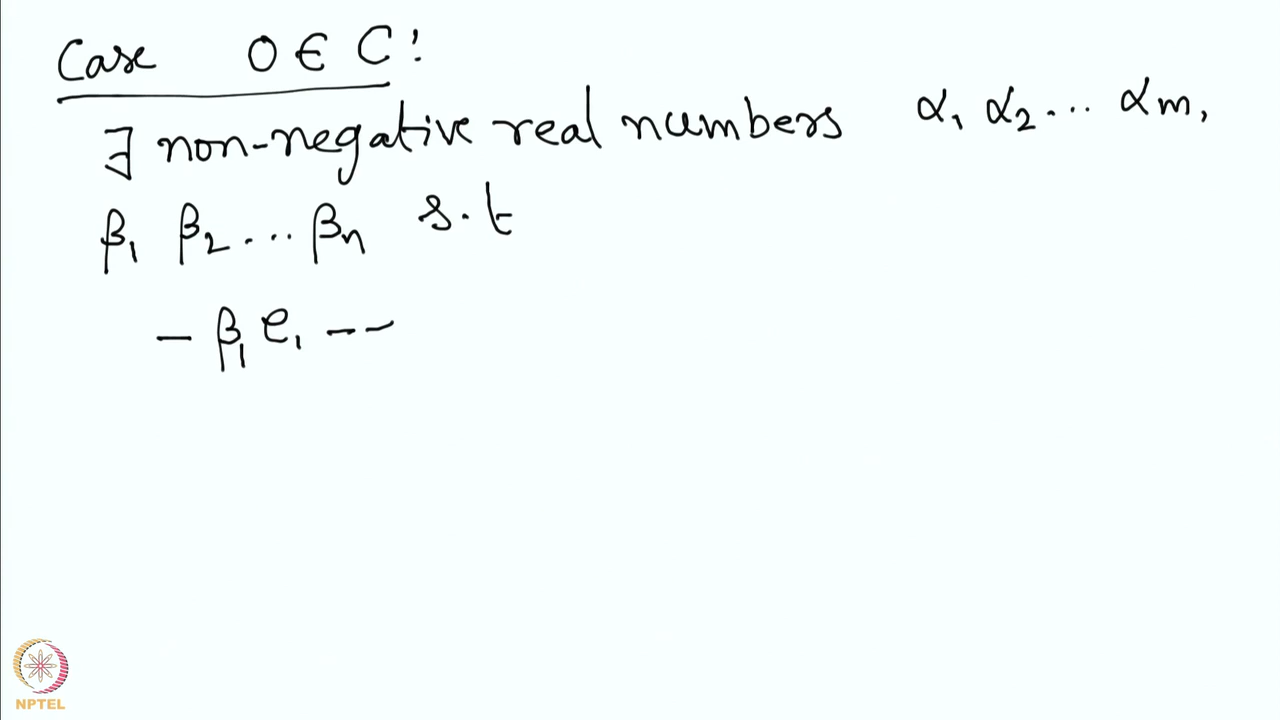 Case 0 ∈ C:
∃ non-negative real numbers α₁ α₂ ... αm,
β₁ β₂ ... βn s.t
- β₁ e₁ --
NPTEL